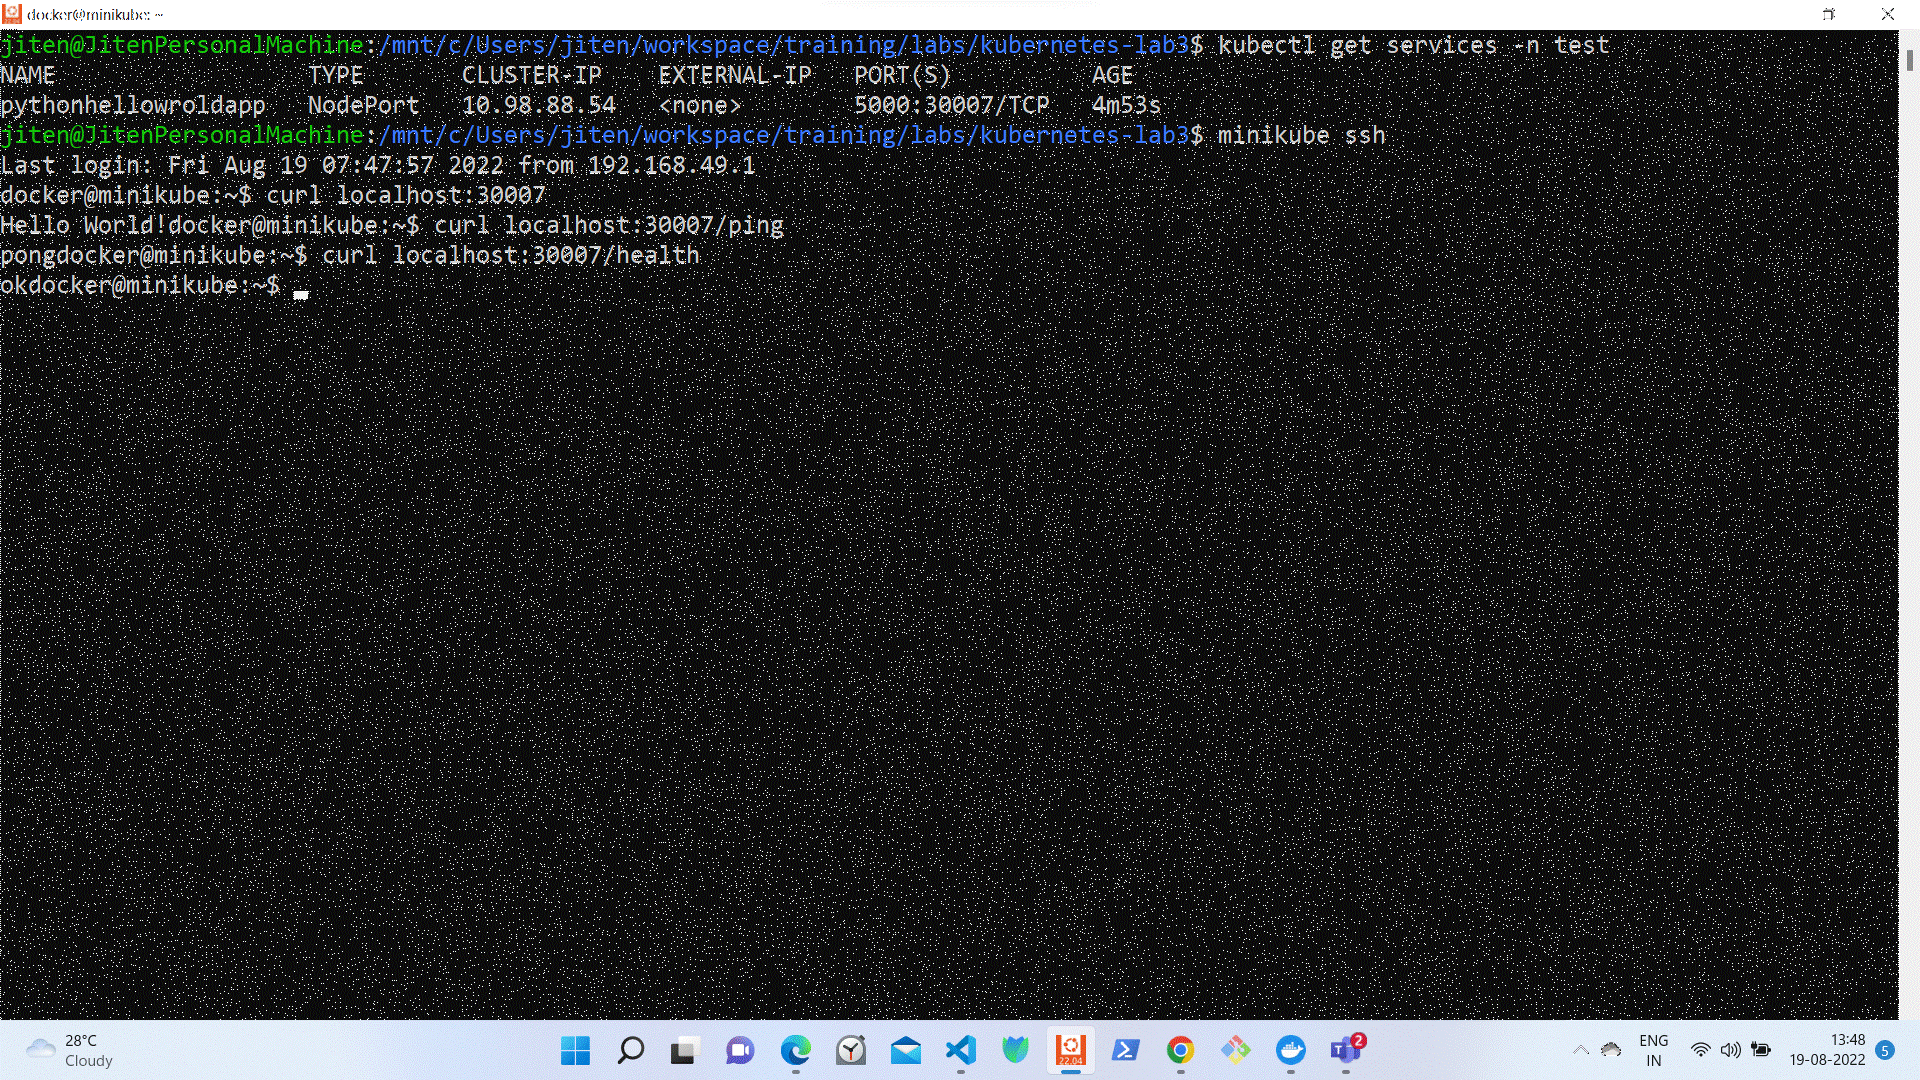 docker@minikube: ~
jiten@JitenPersonalMachine:/mnt/c/Users/jiten/workspace/training/labs/kubernetes-lab3$ kubectl get services -n test
NAME TYPE CLUSTER-IP EXTERNAL-IP PORT(S) AGE
pythonhellowroldapp NodePort 10.98.88.54 <none> 5000:30007/TCP 4m53s
jiten@JitenPersonalMachine:/mnt/c/Users/jiten/workspace/training/labs/kubernetes-lab3$ minikube ssh
Last login: Fri Aug 19 07:47:57 2022 from 192.168.49.1
docker@minikube:~$ curl localhost:30007
Hello World!docker@minikube:~$ curl localhost:30007/ping
pongdocker@minikube:~$ curl localhost:30007/health
okdocker@minikube:~$
28°C
Cloudy
22.04
2
ENG
IN
13:48
19-08-2022
5